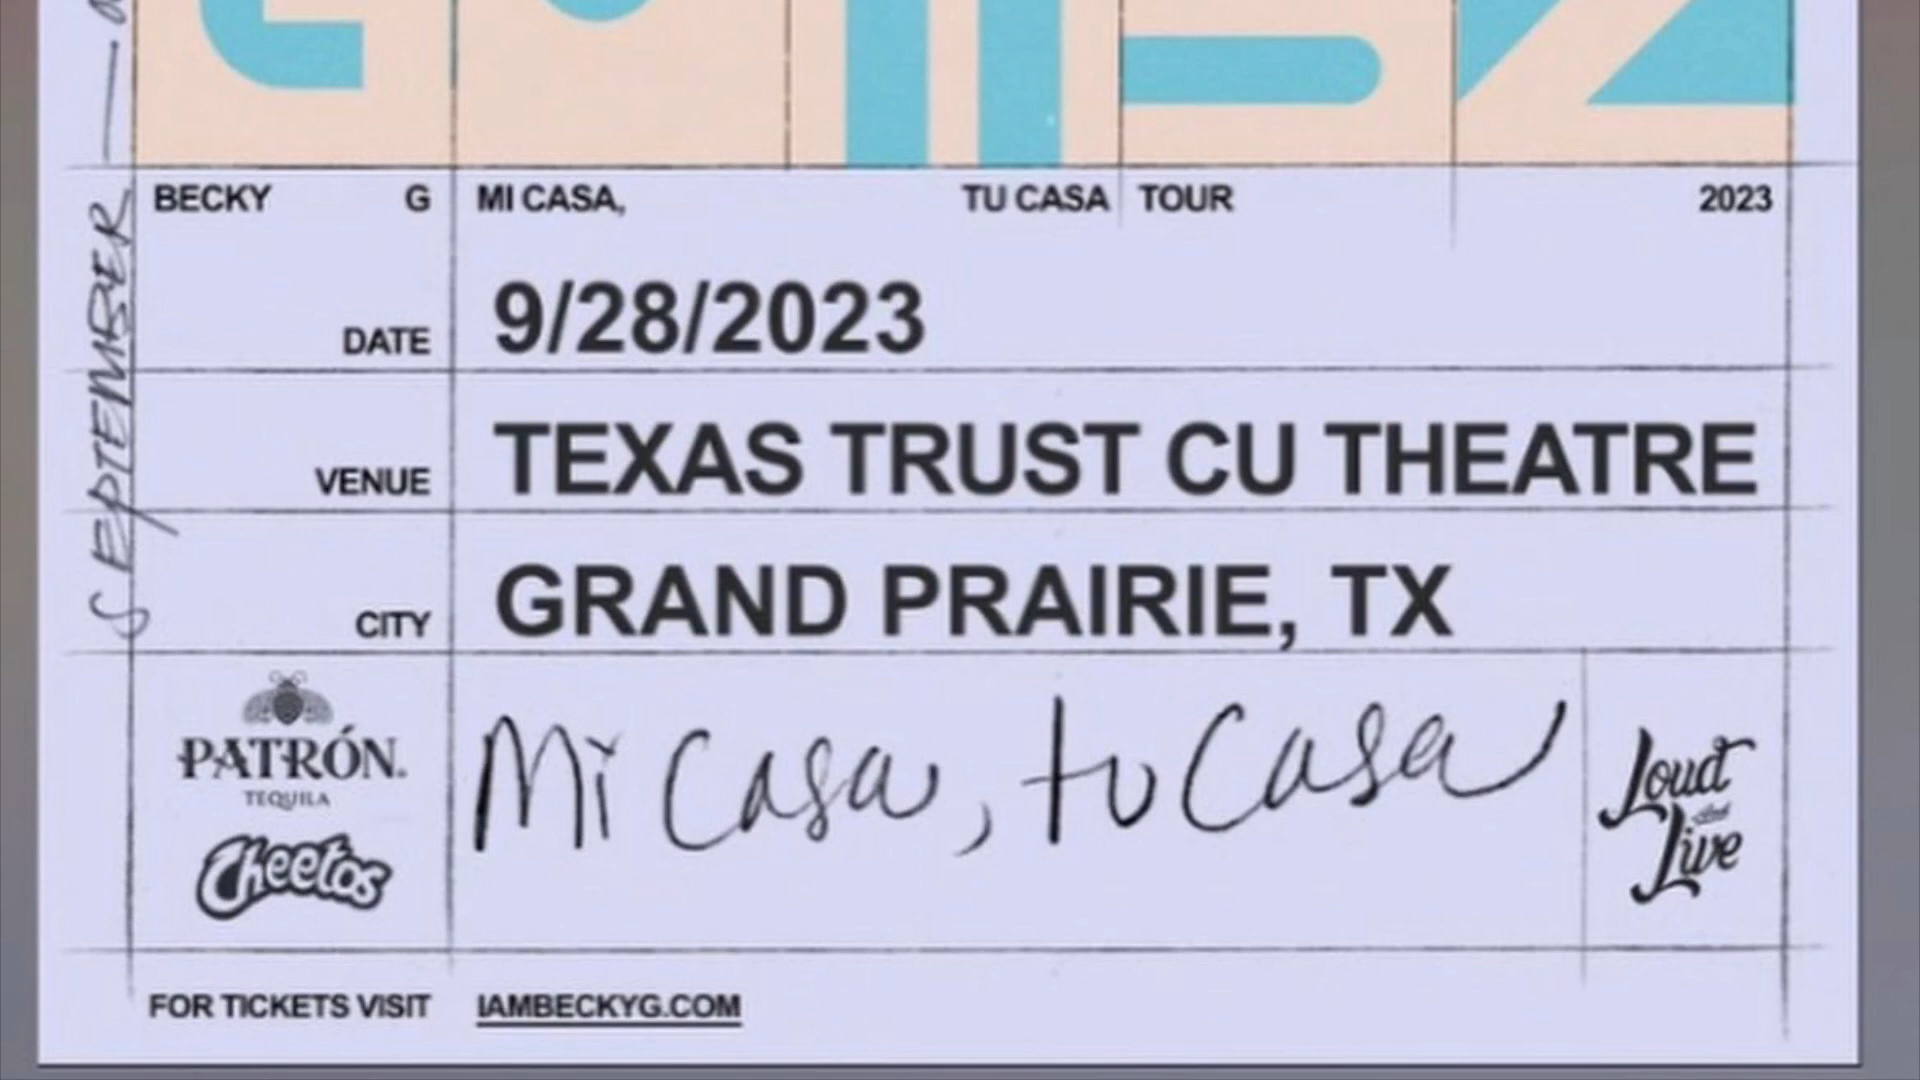 BECKY G MI CASA, TU CASA TOUR 2023
DATE 9/28/2023
VENUE TEXAS TRUST CU THEATRE
CITY GRAND PRAIRIE, TX
SEPTEMBER
PATRÓN.
TEQUILA
Cheetos
Mi Casa, tu Casa
Loud
and
Live
FOR TICKETS VISIT IAMBECKYG.COM